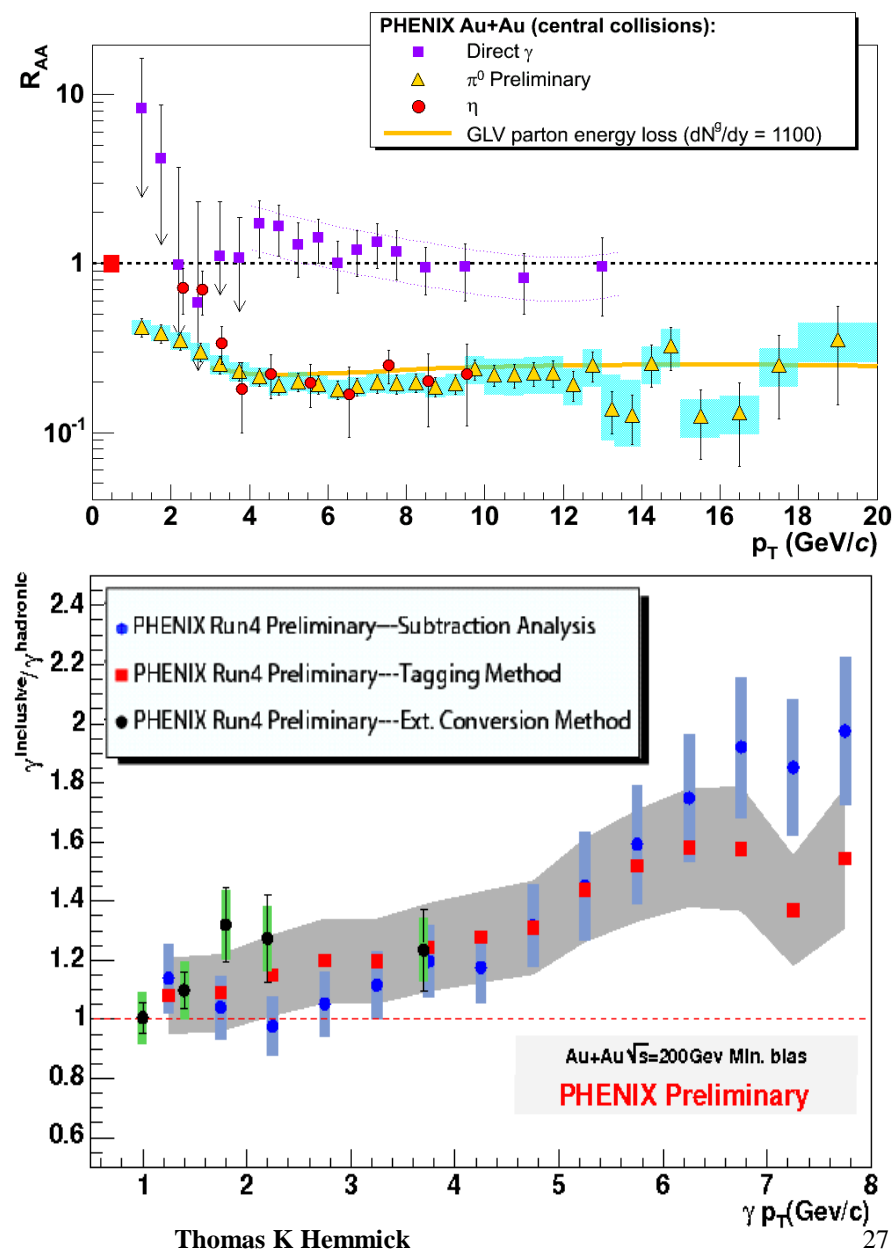 PHENIX Au+Au (central collisions):
Direct γ
π⁰ Preliminary
η
GLV parton energy loss (dNᵍ/dy = 1100)
R_AA
10
1
10⁻¹
0 2 4 6 8 10 12 14 16 18 20
p_T (GeV/c)
γ^Inclusive/γ^hadronic
PHENIX Run4 Preliminary---Subtraction Analysis
PHENIX Run4 Preliminary---Tagging Method
PHENIX Run4 Preliminary---Ext. Conversion Method
2.4
2.2
2
1.8
1.6
1.4
1.2
1
0.8
0.6
Au+Au √s=200Gev Min. bias
PHENIX Preliminary
1 2 3 4 5 6 7 8
γ p_T(Gev/c)
Thomas K Hemmick 27